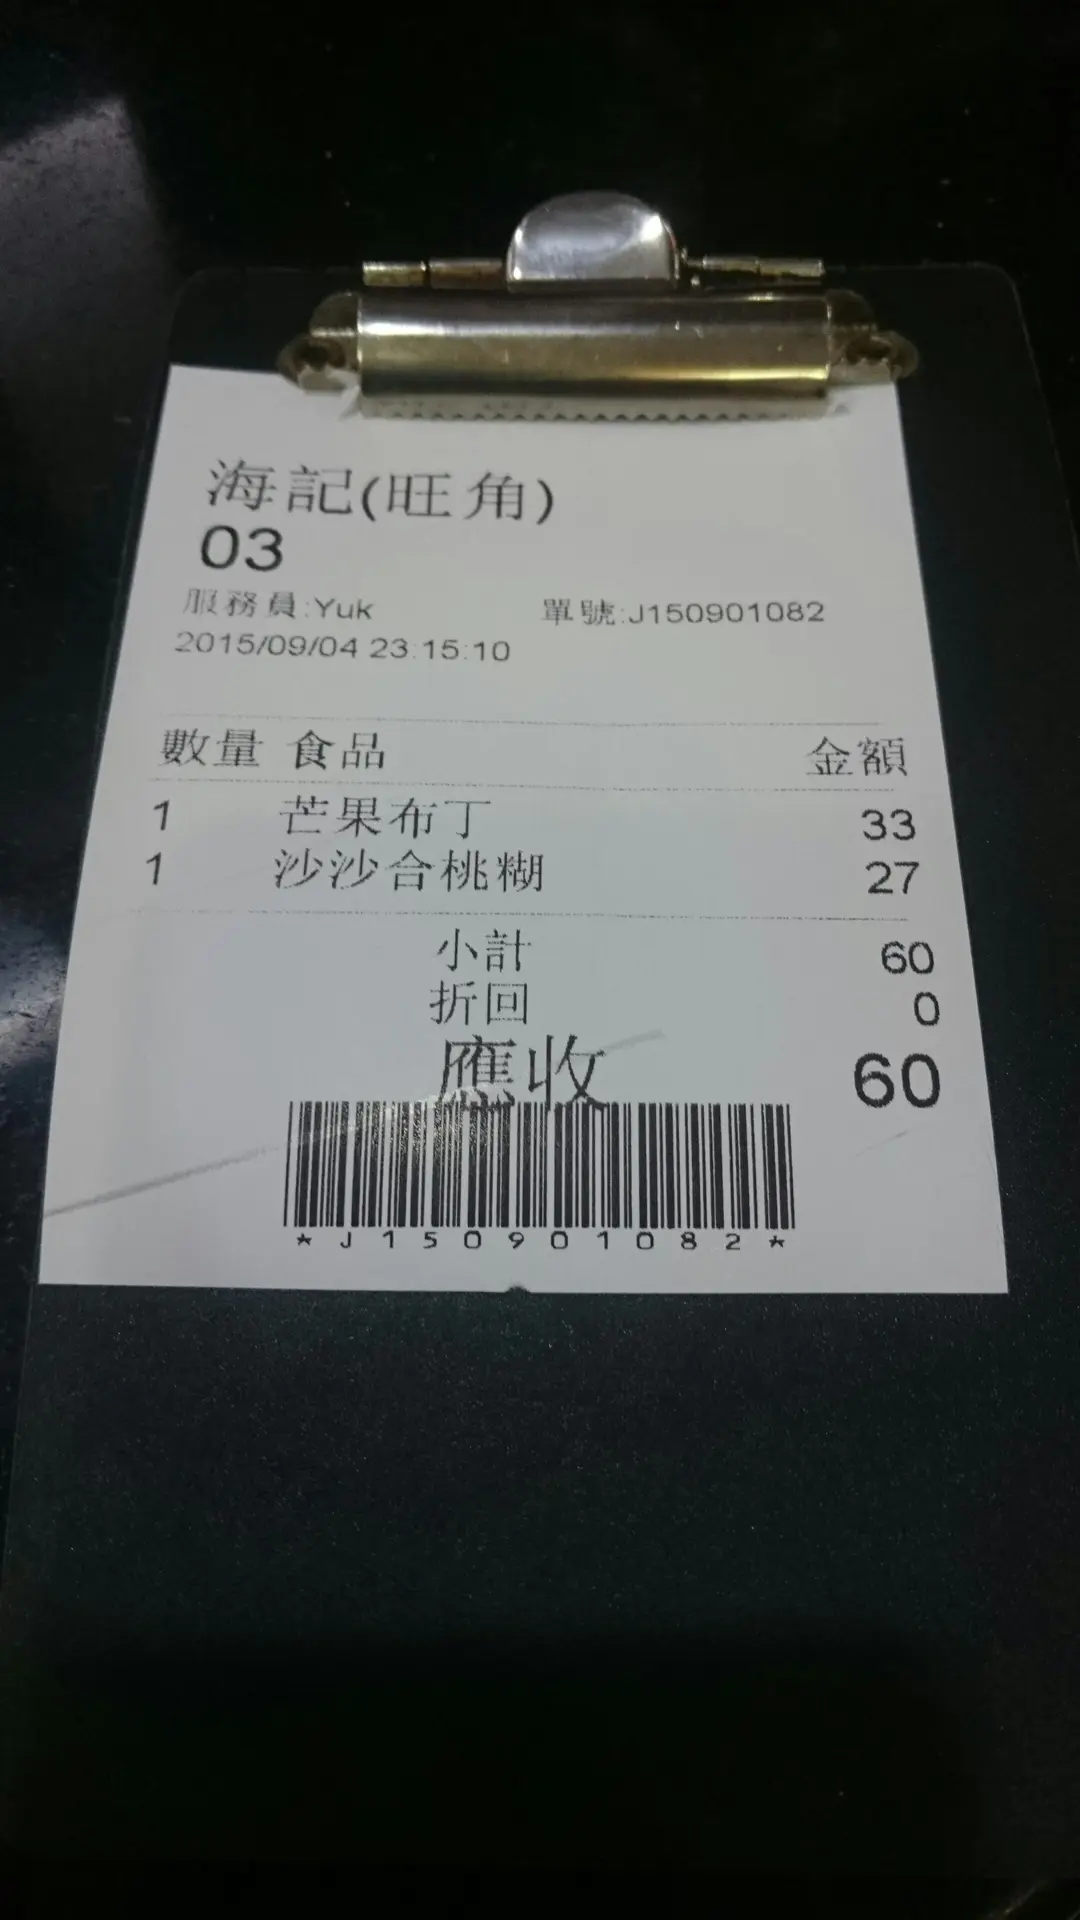 海記(旺角)
03
服務員:Yuk 單號:J150901082
2015/09/04 23:15:10
數量 食品 金額
1 芒果布丁 33
1 沙沙合桃糊 27
小計 60
折回 0
應收 60
*J150901082*